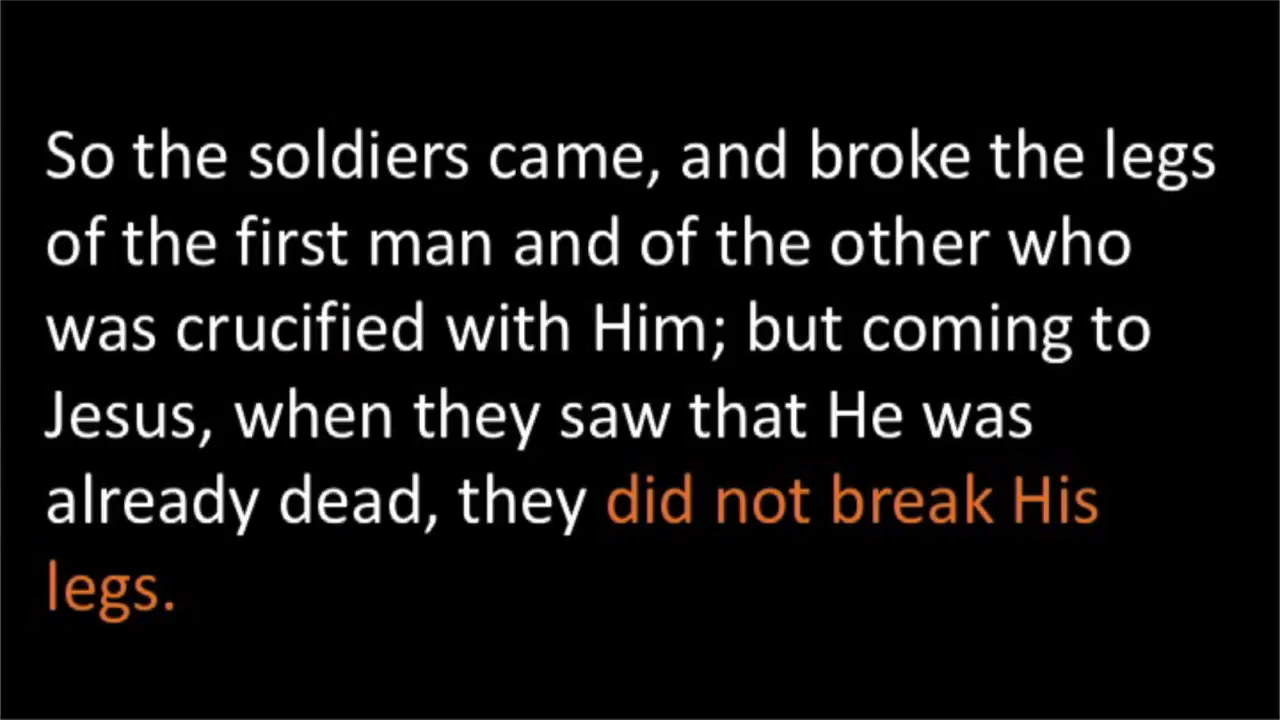 So the soldiers came, and broke the legs
of the first man and of the other who
was crucified with Him; but coming to
Jesus, when they saw that He was
already dead, they did not break His
legs.